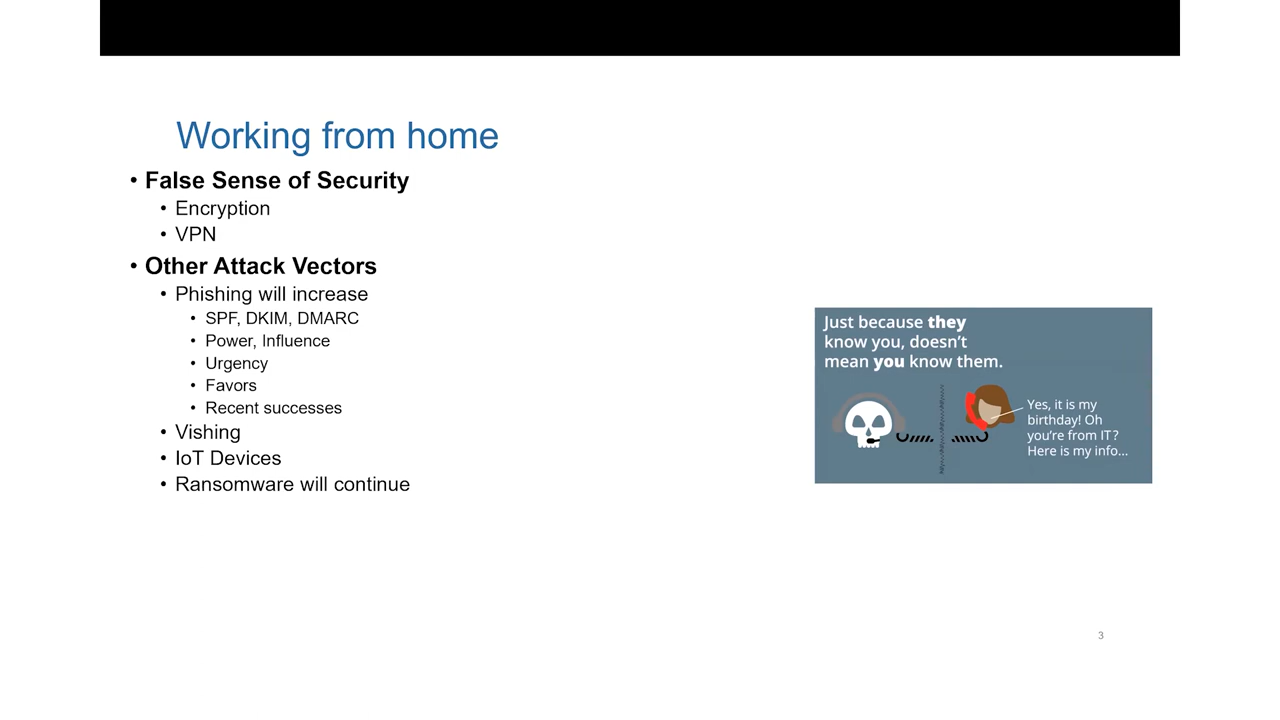 Working from home
• False Sense of Security
• Encryption
• VPN
• Other Attack Vectors
• Phishing will increase
• SPF, DKIM, DMARC
• Power, Influence
• Urgency
• Favors
• Recent successes
• Vishing
• IoT Devices
• Ransomware will continue
Just because they
know you, doesn’t
mean you know them.
Yes, it is my
birthday! Oh
you’re from IT?
Here is my info...
3